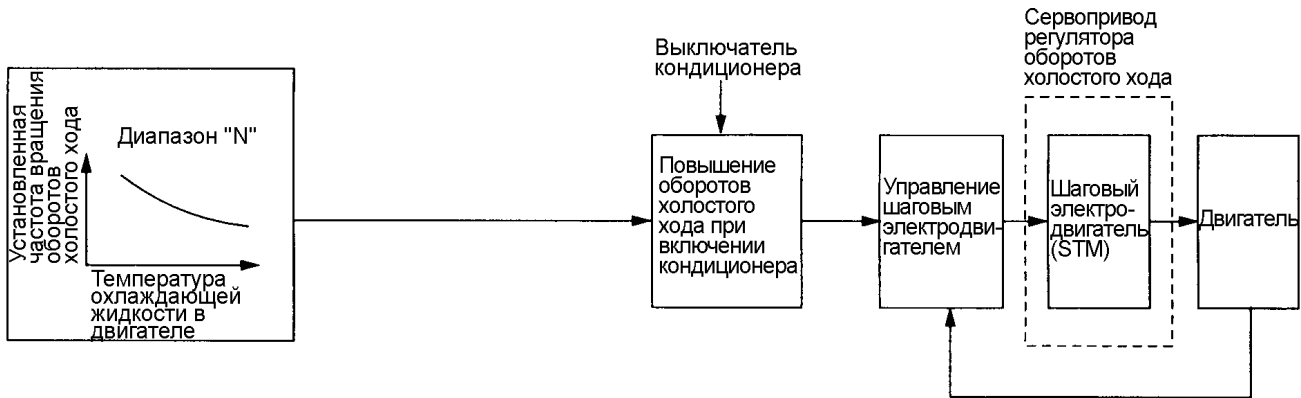 Установленная
частота вращения
оборотов
холостого хода
Диапазон "N"
Температура
охлаждающей
жидкости в
двигателе
Выключатель
кондиционера
Повышение
оборотов
холостого
хода при
включении
кондиционера
Управление
шаговым
электродви-
гателем
Сервопривод
регулятора
оборотов
холостого хода
Шаговый
электро-
двигатель
(STM)
Двигатель